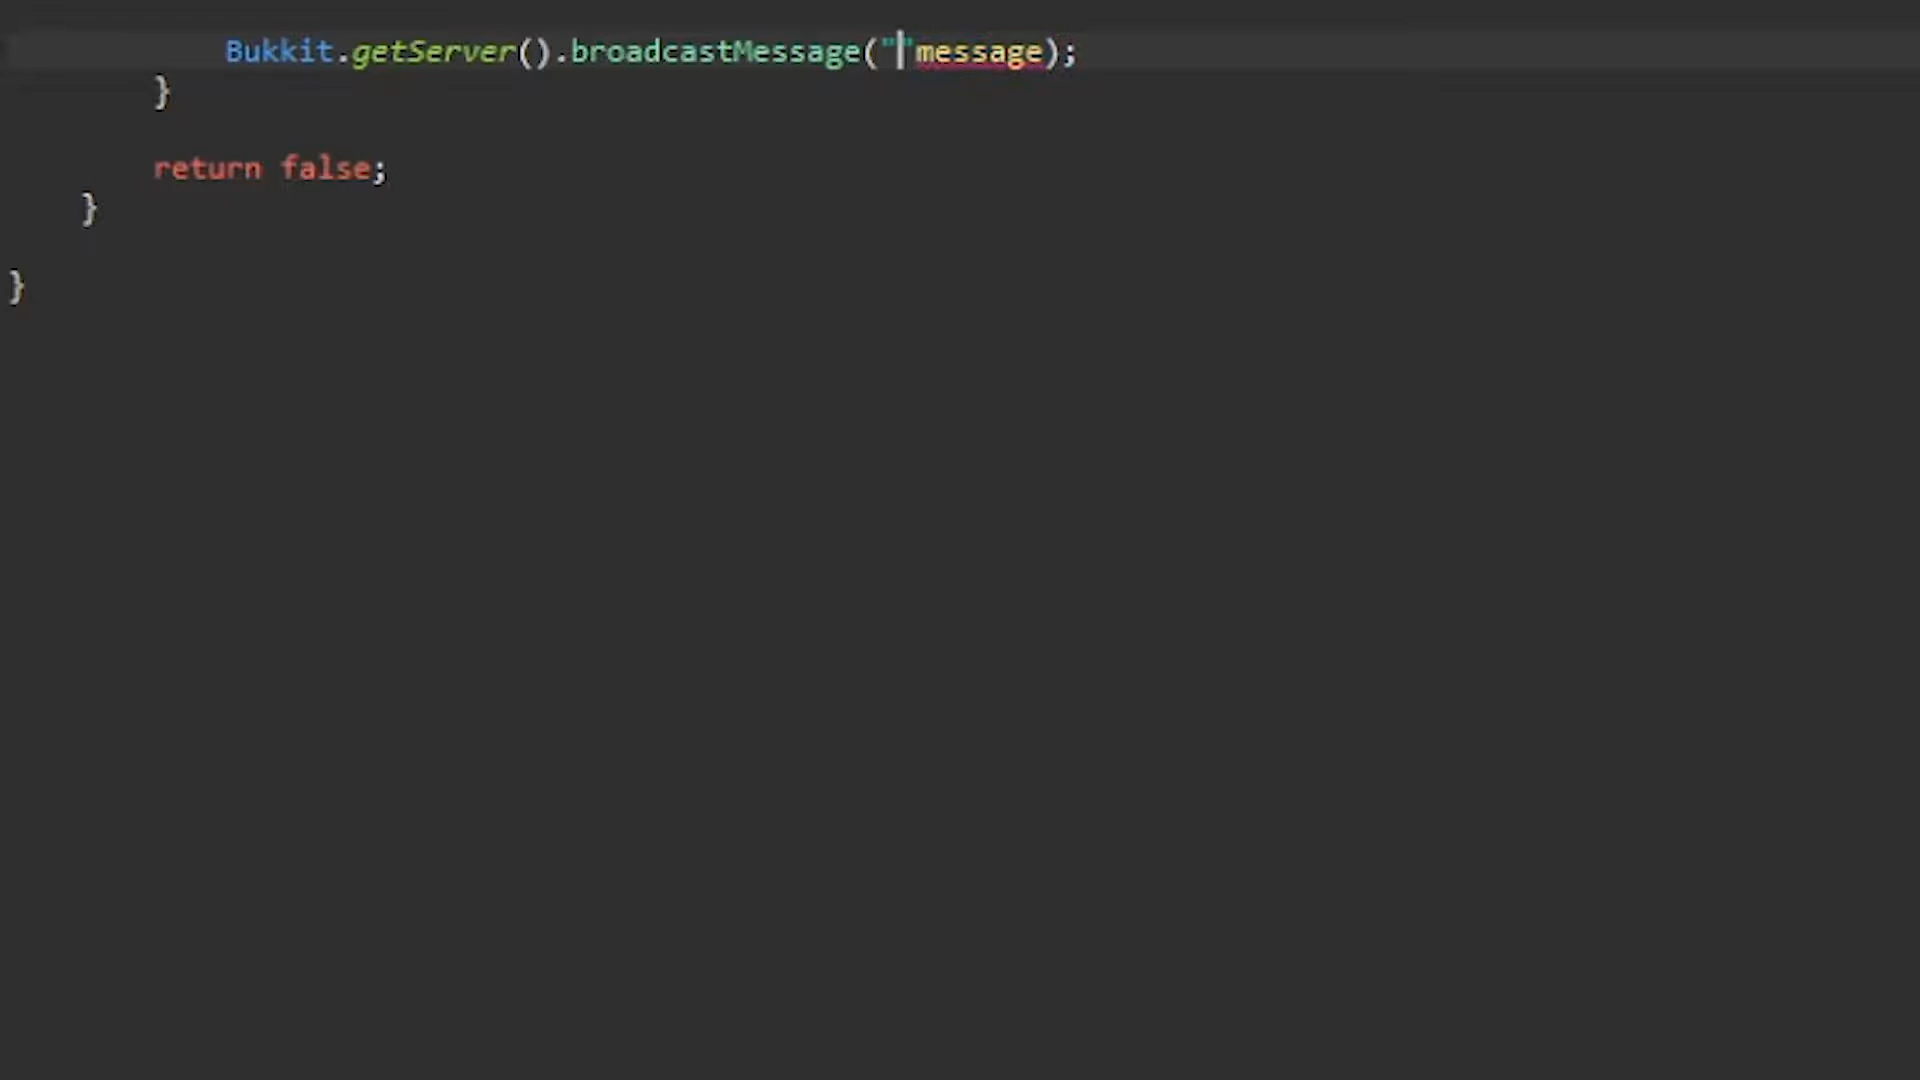 Bukkit.getServer().broadcastMessage(""message);
}
return false;
}
}